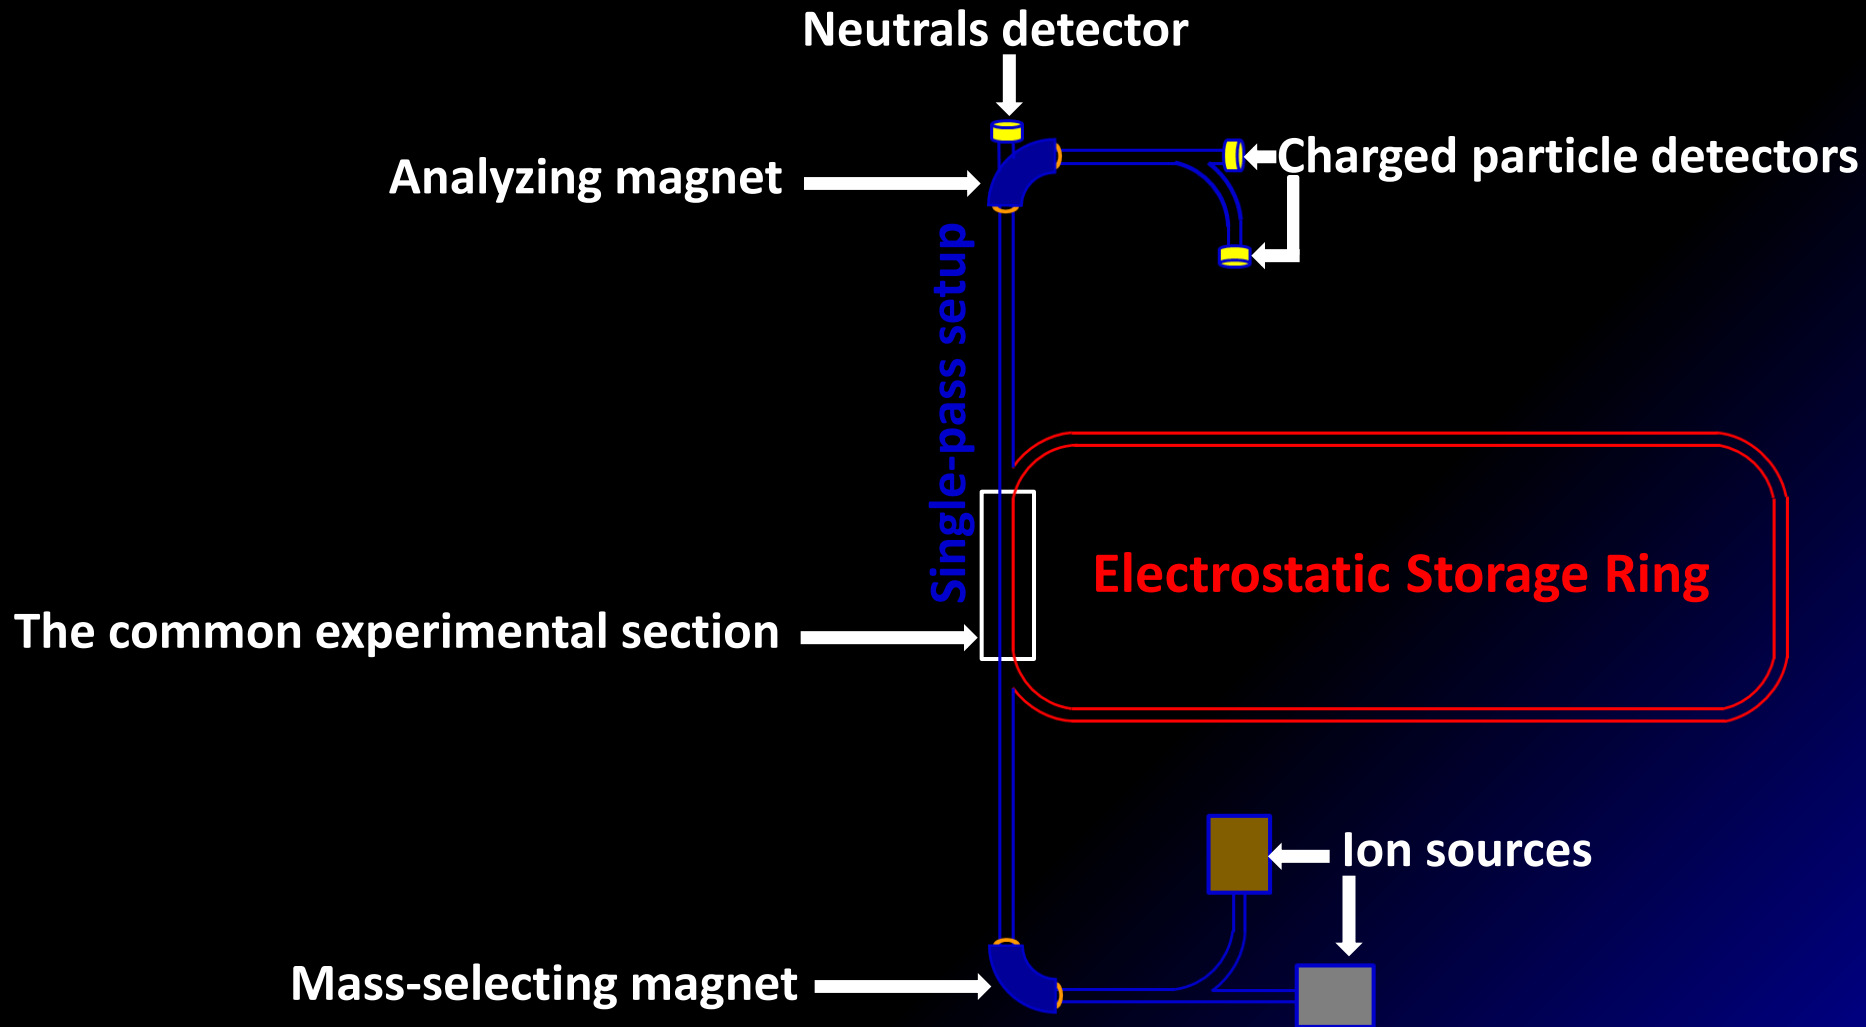 Neutrals detector
Analyzing magnet
Charged particle detectors
Single-pass setup
Electrostatic Storage Ring
The common experimental section
Ion sources
Mass-selecting magnet